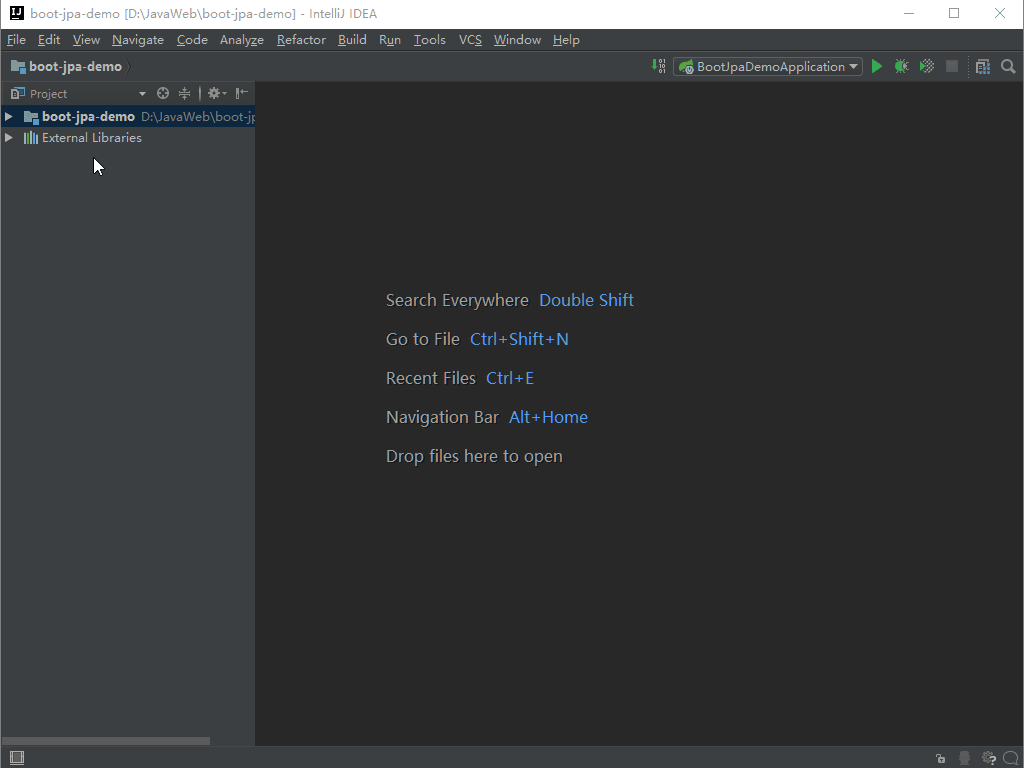 boot-jpa-demo [D:\JavaWeb\boot-jpa-demo] - IntelliJ IDEA
File Edit View Navigate Code Analyze Refactor Build Run Tools VCS Window Help
boot-jpa-demo BootJpaDemoApplication
Project
boot-jpa-demo D:\JavaWeb\boot-jp
External Libraries
Search Everywhere Double Shift
Go to File Ctrl+Shift+N
Recent Files Ctrl+E
Navigation Bar Alt+Home
Drop files here to open